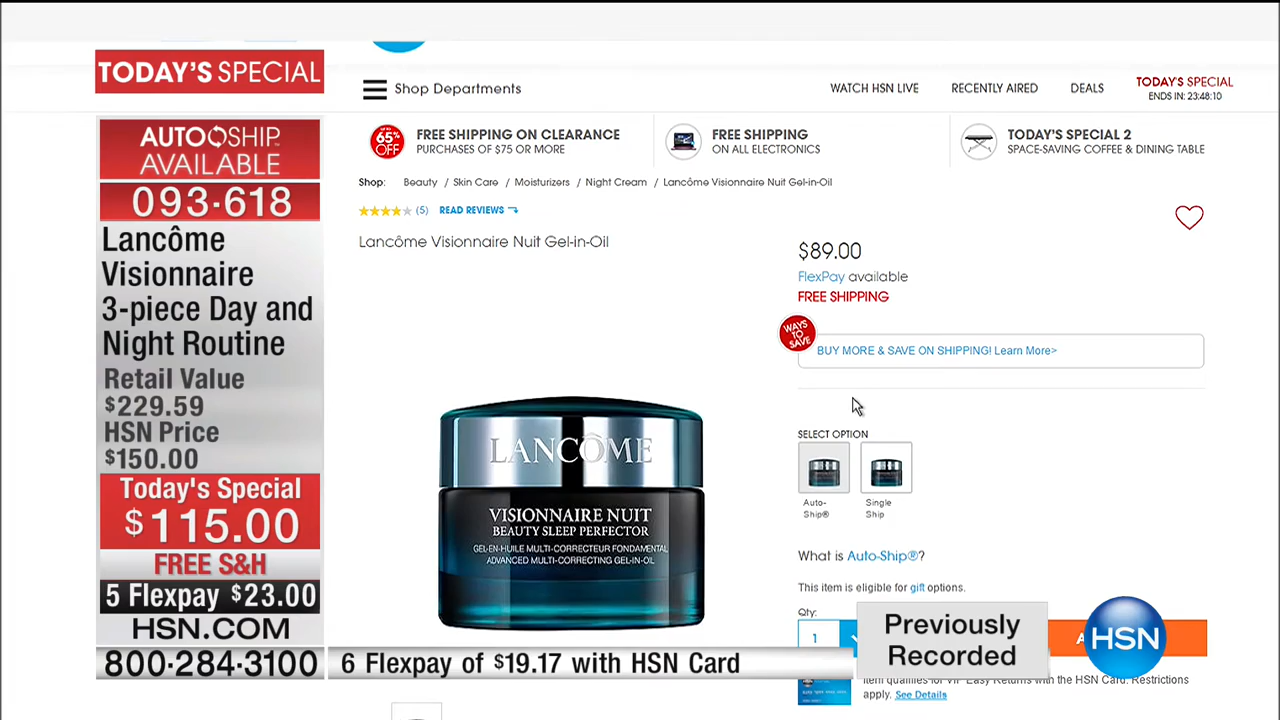 TODAY'S SPECIAL
AUTOSHIP™
AVAILABLE
093-618
Lancôme
Visionnaire
3-piece Day and
Night Routine
Retail Value
$229.59
HSN Price
$150.00
Today's Special
$115.00
FREE S&H
5 Flexpay $23.00
HSN.COM
800-284-3100
6 Flexpay of $19.17 with HSN Card
Shop Departments
WATCH HSN LIVE
RECENTLY AIRED
DEALS
TODAY'S SPECIAL
ENDS IN: 23:48:10
UP TO
65%
OFF
FREE SHIPPING ON CLEARANCE
PURCHASES OF $75 OR MORE
FREE SHIPPING
ON ALL ELECTRONICS
TODAY'S SPECIAL 2
SPACE-SAVING COFFEE & DINING TABLE
Shop: Beauty / Skin Care / Moisturizers / Night Cream / Lancôme Visionnaire Nuit Gel-in-Oil
(5) READ REVIEWS
Lancôme Visionnaire Nuit Gel-in-Oil
LANCÔME
VISIONNAIRE NUIT
BEAUTY SLEEP PERFECTOR
GEL-EN-HUILE MULTI-CORRECTEUR FONDAMENTAL
ADVANCED MULTI-CORRECTING GEL-IN-OIL
$89.00
FlexPay available
FREE SHIPPING
WAYS
TO
SAVE
BUY MORE & SAVE ON SHIPPING! Learn More>
SELECT OPTION
Auto-
Ship®
Single
Ship
What is Auto-Ship®?
This item is eligible for gift options.
Qty:
1
Previously
Recorded
HSN
Item qualifies for VIP Easy Returns with the HSN Card. Restrictions
apply. See Details